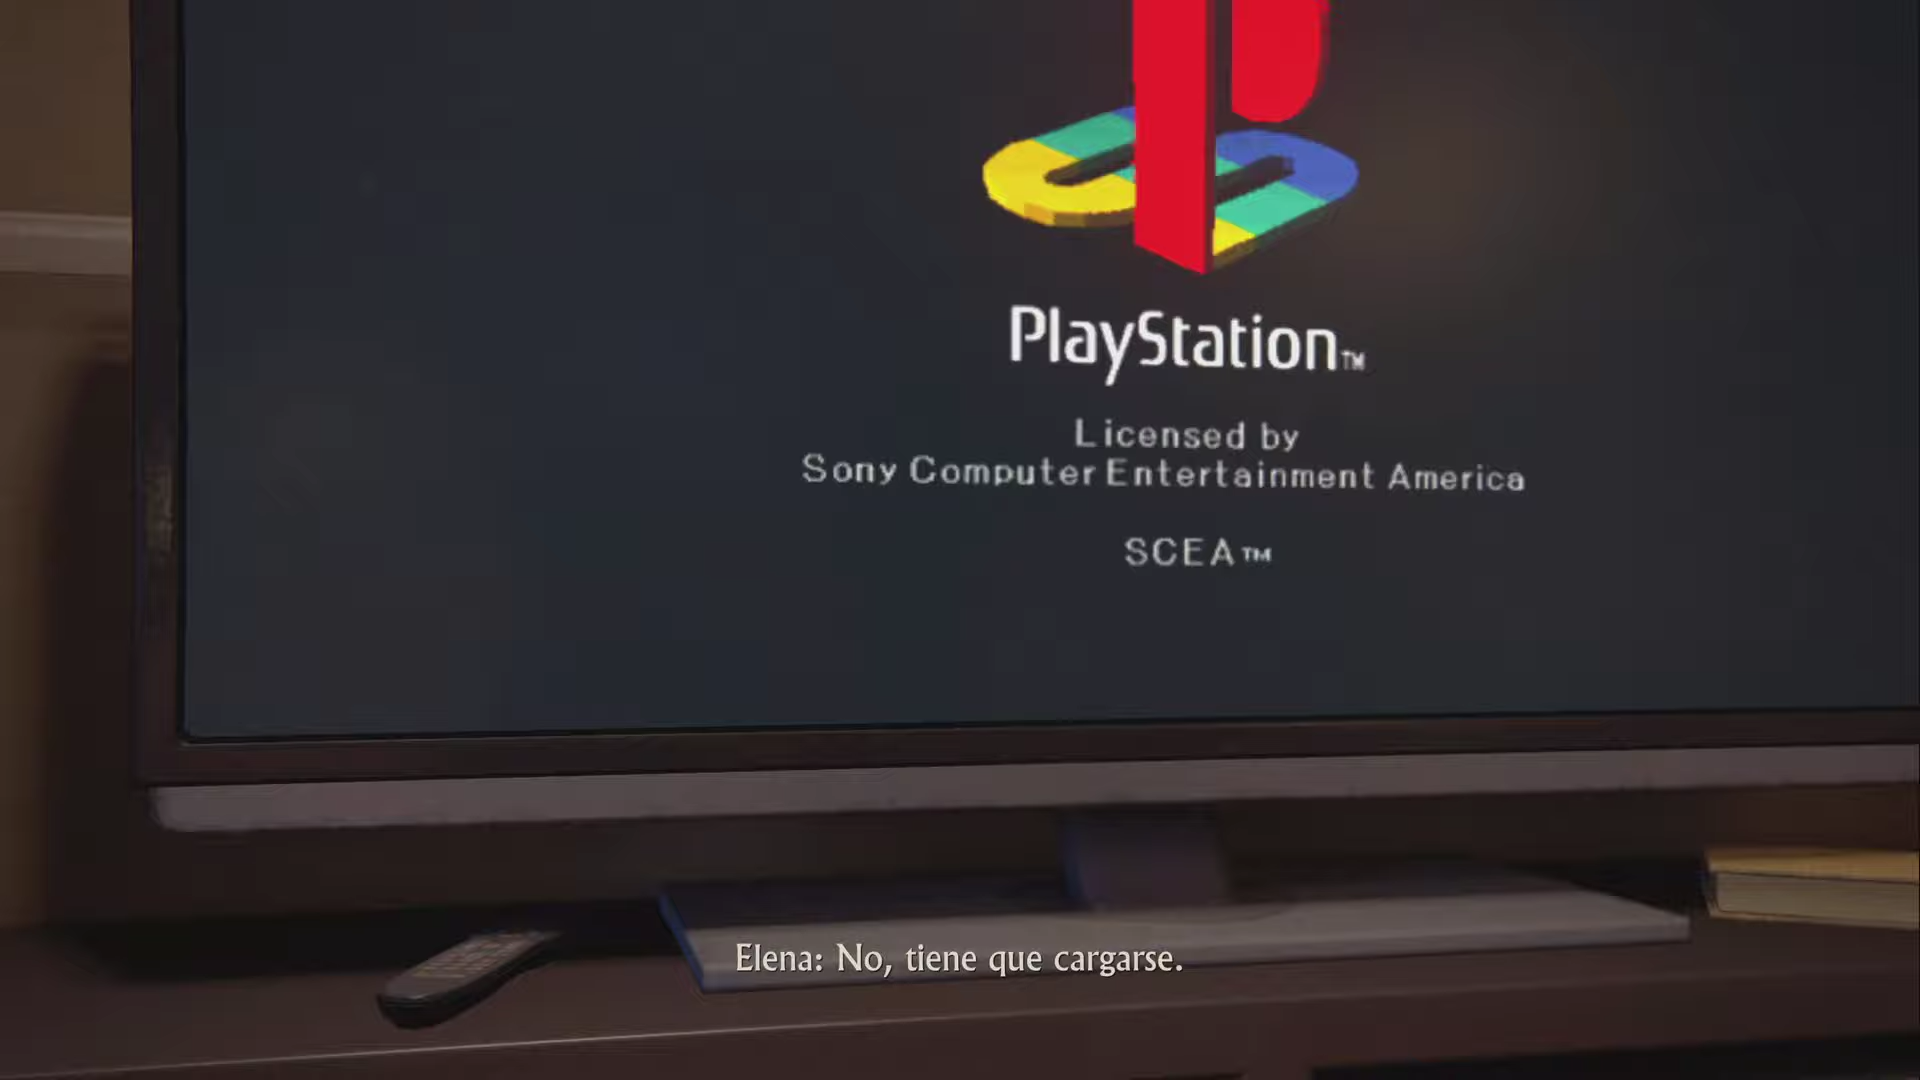 PlayStation™
Licensed by
Sony Computer Entertainment America
SCEA™
Elena: No, tiene que cargarse.